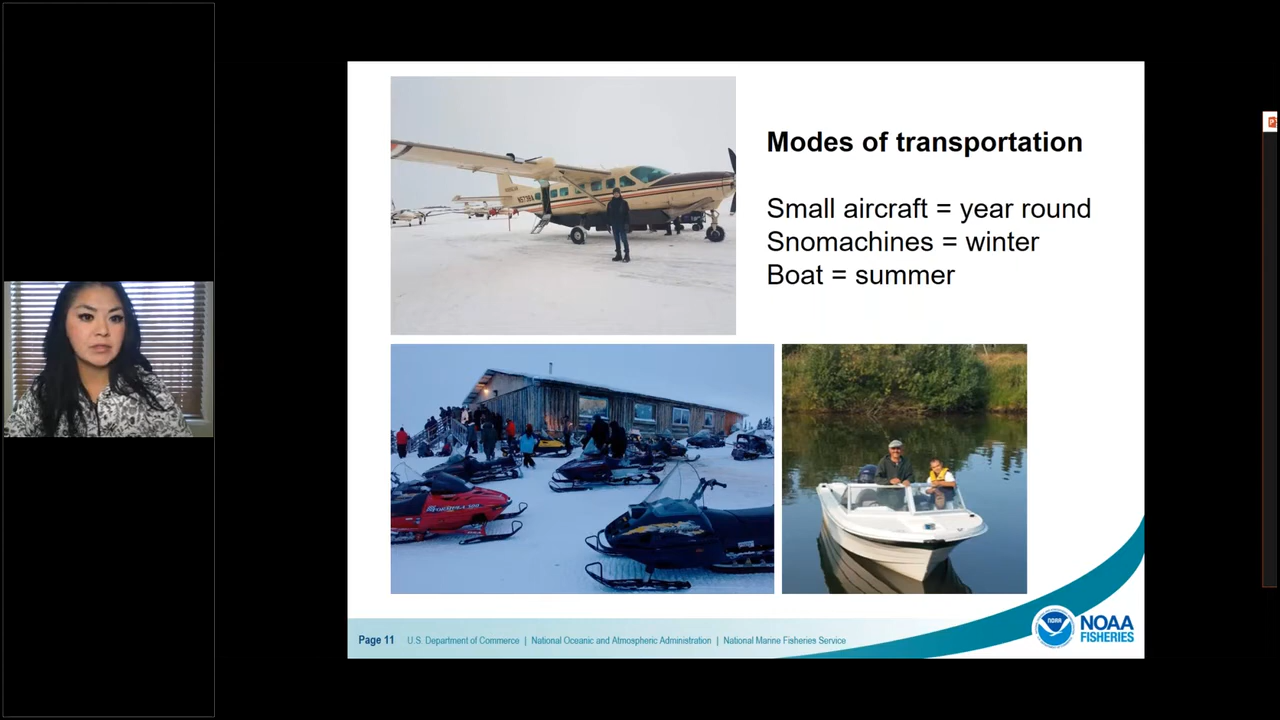 Modes of transportation
Small aircraft = year round
Snomachines = winter
Boat = summer
Page 11 U.S. Department of Commerce | National Oceanic and Atmospheric Administration | National Marine Fisheries Service
NOAA
NOAA
FISHERIES